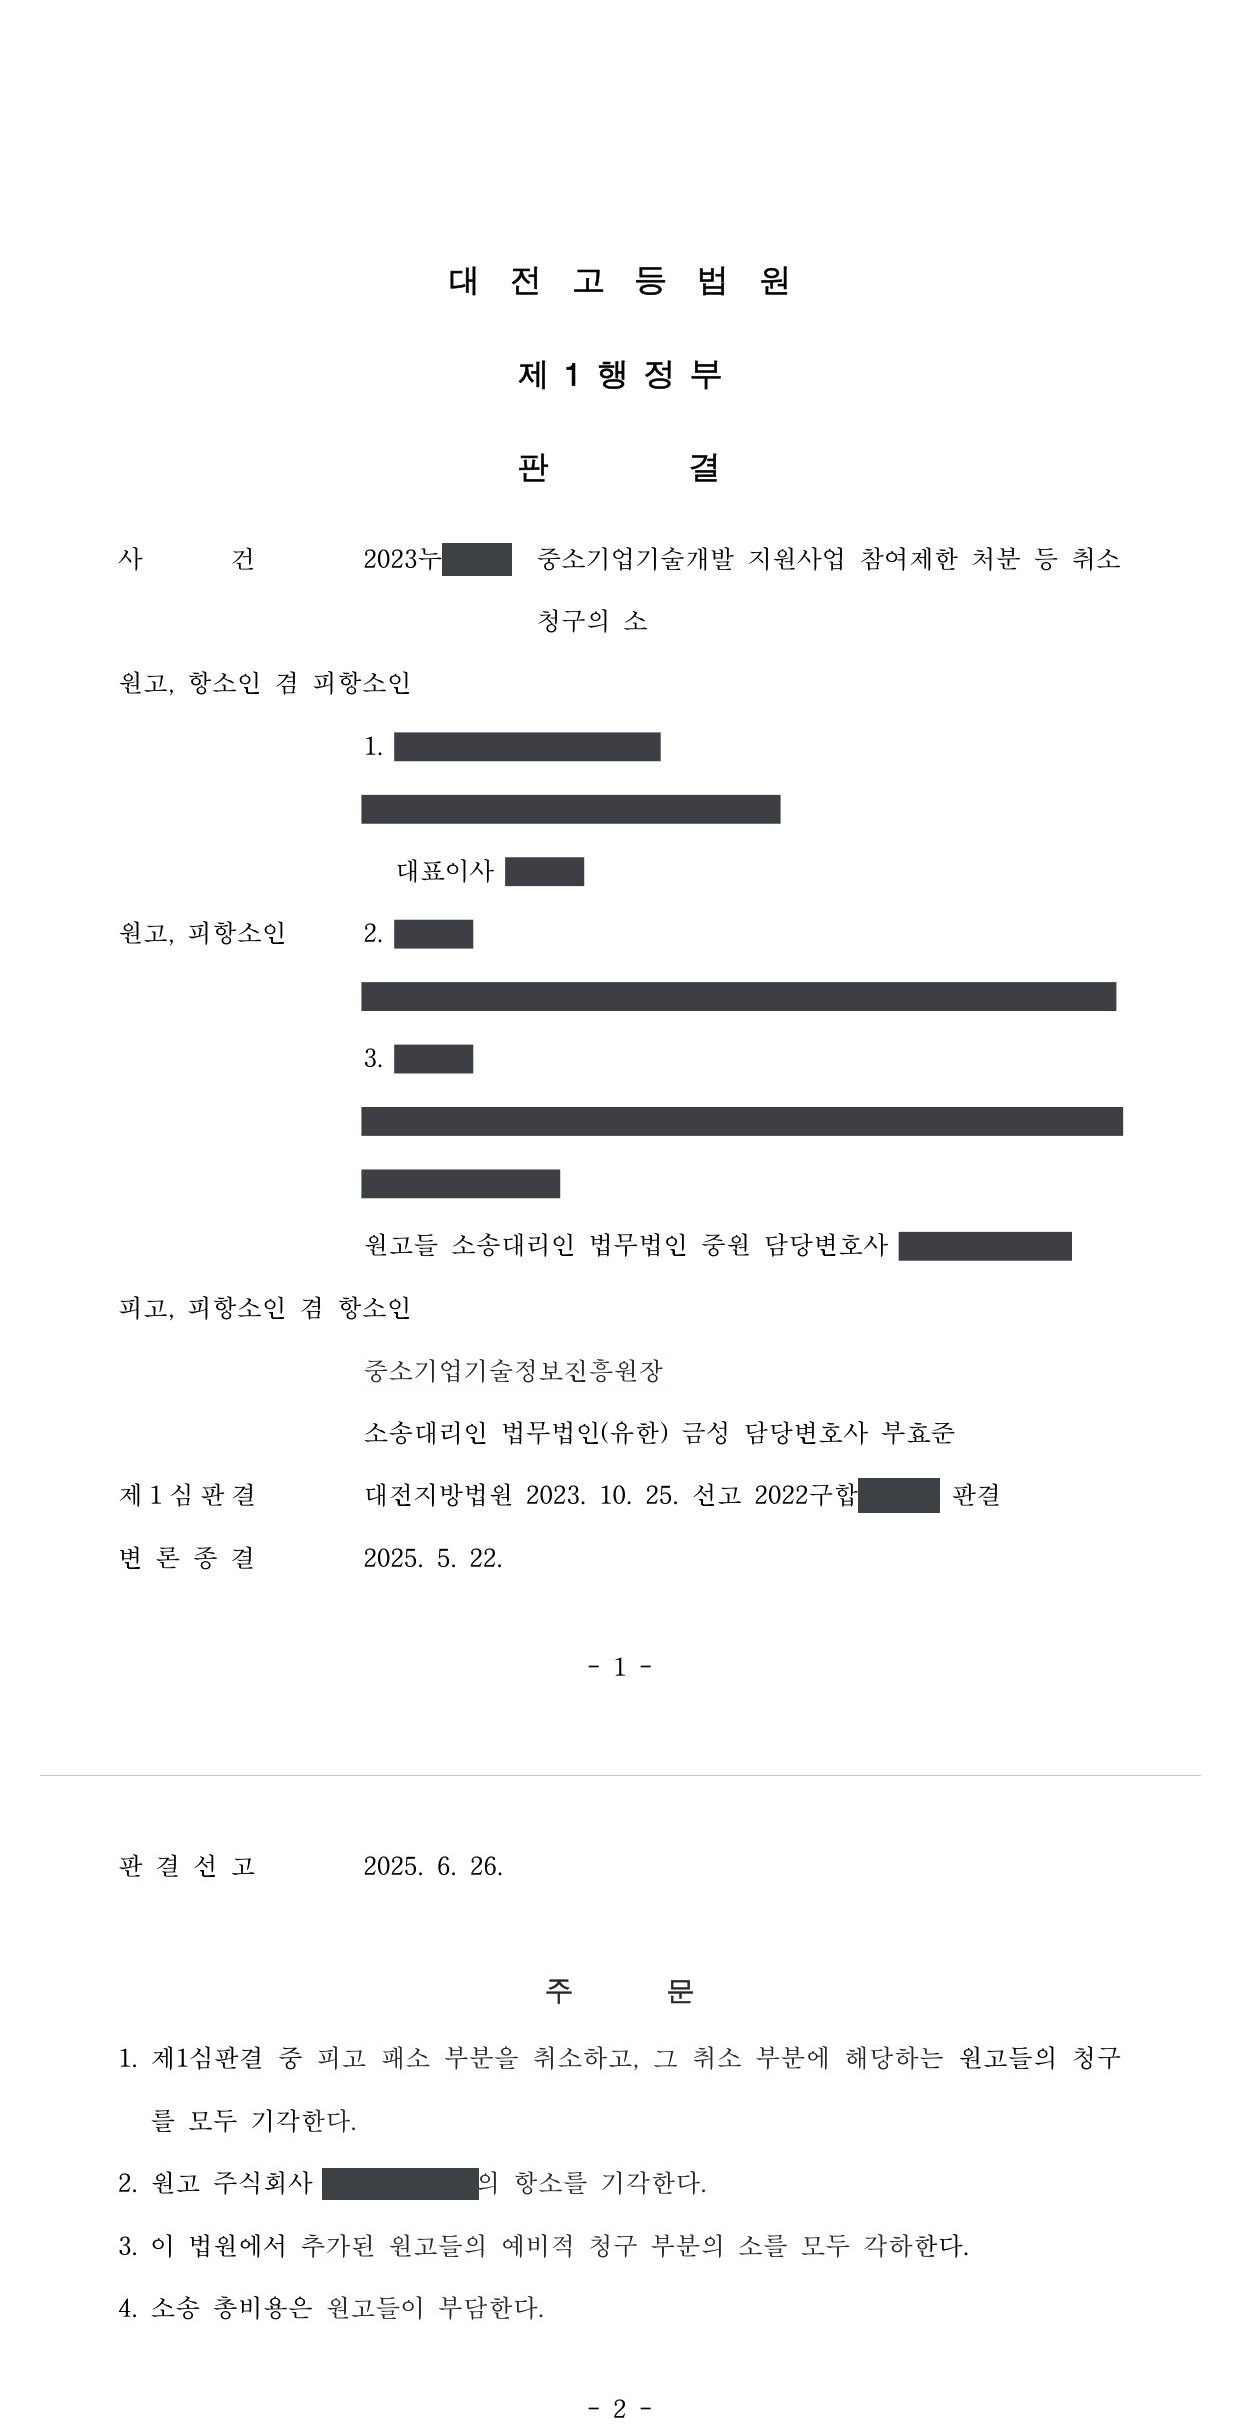 대 전 고 등 법 원
제 1 행 정 부
판 결
사 건 2023누 중소기업기술개발 지원사업 참여제한 처분 등 취소
청구의 소
원고, 항소인 겸 피항소인
1.
대표이사
원고, 피항소인 2.
3.
원고들 소송대리인 법무법인 중원 담당변호사
피고, 피항소인 겸 항소인
중소기업기술정보진흥원장
소송대리인 법무법인(유한) 금성 담당변호사 부효준
제 1 심 판 결 대전지방법원 2023. 10. 25. 선고 2022구합 판결
변 론 종 결 2025. 5. 22.
- 1 -
판 결 선 고 2025. 6. 26.
주 문
1. 제1심판결 중 피고 패소 부분을 취소하고, 그 취소 부분에 해당하는 원고들의 청구
를 모두 기각한다.
2. 원고 주식회사 의 항소를 기각한다.
3. 이 법원에서 추가된 원고들의 예비적 청구 부분의 소를 모두 각하한다.
4. 소송 총비용은 원고들이 부담한다.
- 2 -